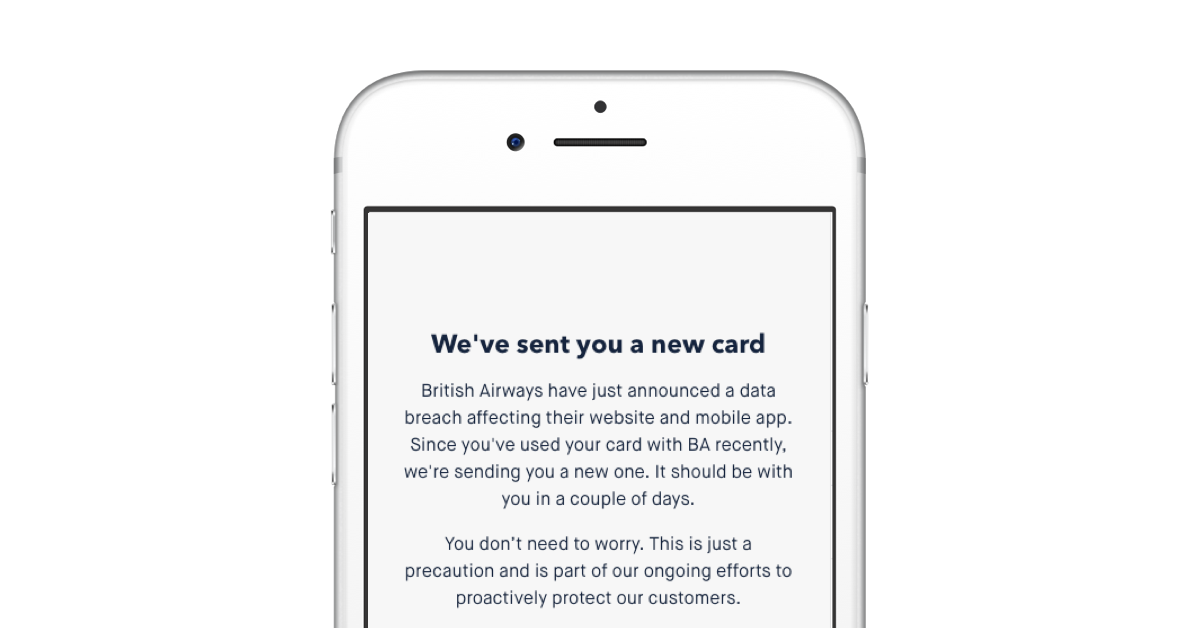 We've sent you a new card
British Airways have just announced a data
breach affecting their website and mobile app.
Since you've used your card with BA recently,
we're sending you a new one. It should be with
you in a couple of days.
You don’t need to worry. This is just a
precaution and is part of our ongoing efforts to
proactively protect our customers.